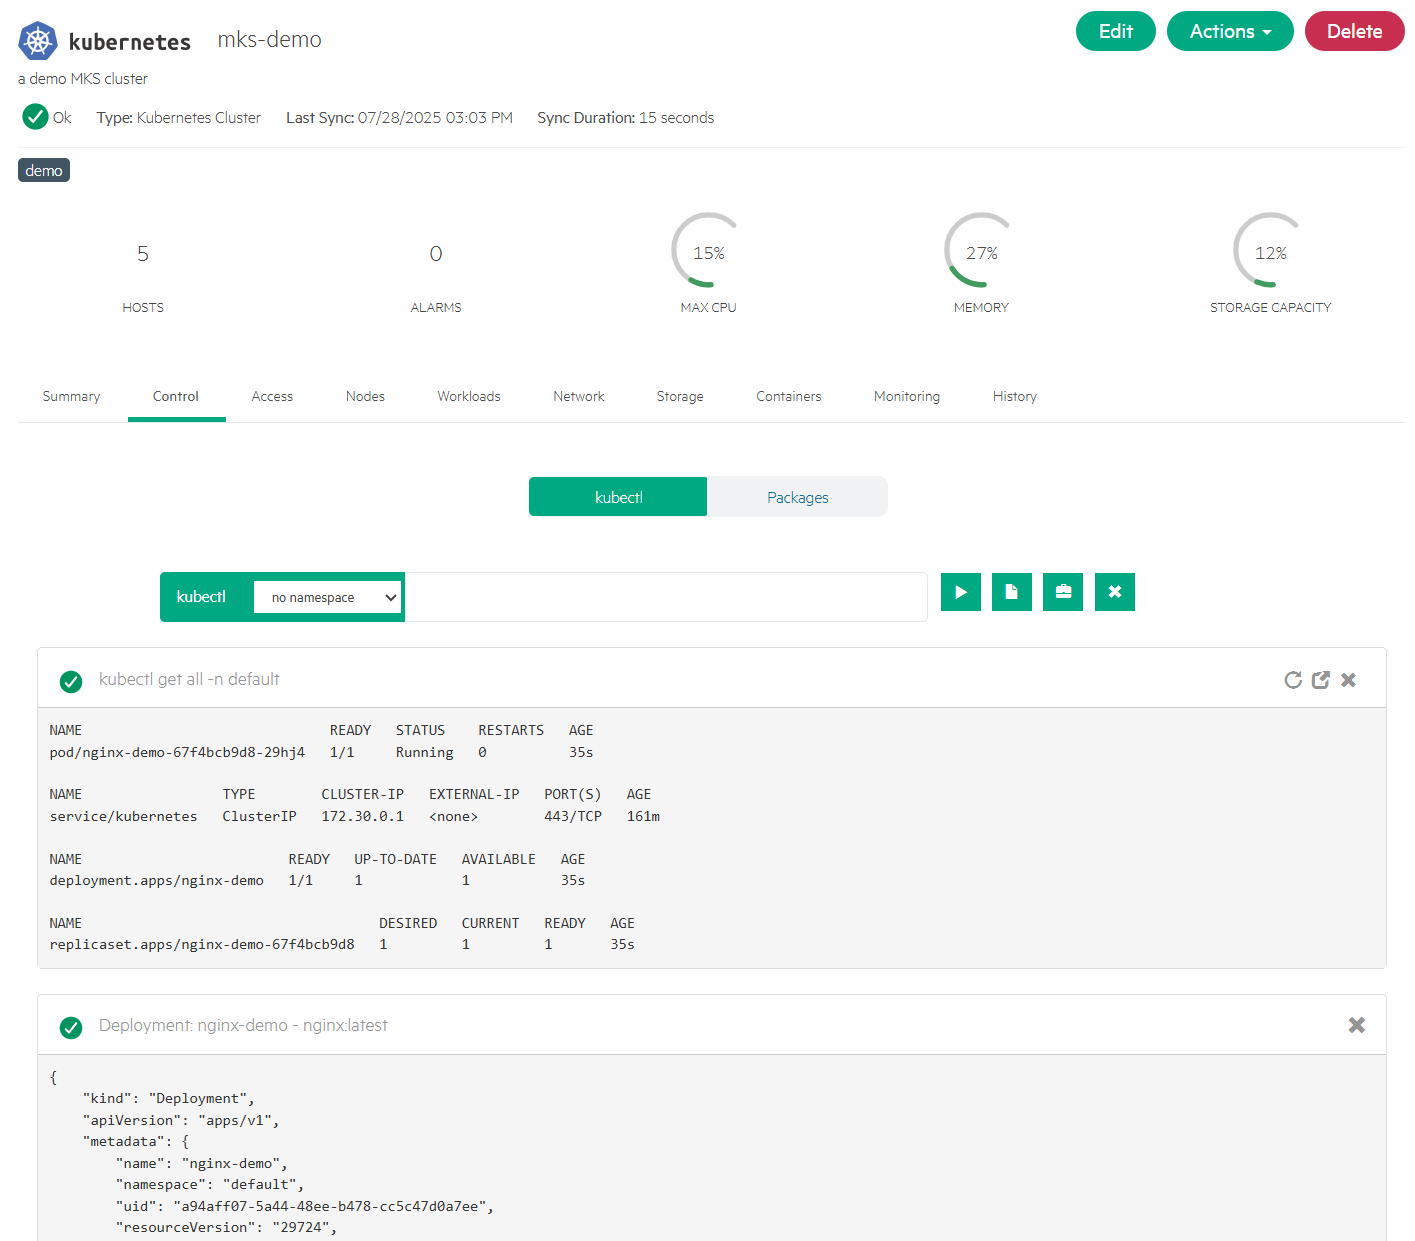 kubernetes mks-demo Edit Actions Delete
a demo MKS cluster
Ok Type: Kubernetes Cluster Last Sync: 07/28/2025 03:03 PM Sync Duration: 15 seconds
demo
5 0 15% 27% 12%
HOSTS ALARMS MAX CPU MEMORY STORAGE CAPACITY
Summary Control Access Nodes Workloads Network Storage Containers Monitoring History
kubectl Packages
kubectl no namespace
kubectl get all -n default
NAME READY STATUS RESTARTS AGE
pod/nginx-demo-67f4bcb9d8-29hj4 1/1 Running 0 35s
NAME TYPE CLUSTER-IP EXTERNAL-IP PORT(S) AGE
service/kubernetes ClusterIP 172.30.0.1 <none> 443/TCP 161m
NAME READY UP-TO-DATE AVAILABLE AGE
deployment.apps/nginx-demo 1/1 1 1 35s
NAME DESIRED CURRENT READY AGE
replicaset.apps/nginx-demo-67f4bcb9d8 1 1 1 35s
Deployment: nginx-demo - nginx:latest
{
"kind": "Deployment",
"apiVersion": "apps/v1",
"metadata": {
"name": "nginx-demo",
"namespace": "default",
"uid": "a94aff07-5a44-48ee-b478-cc5c47d0a7ee",
"resourceVersion": "29724",